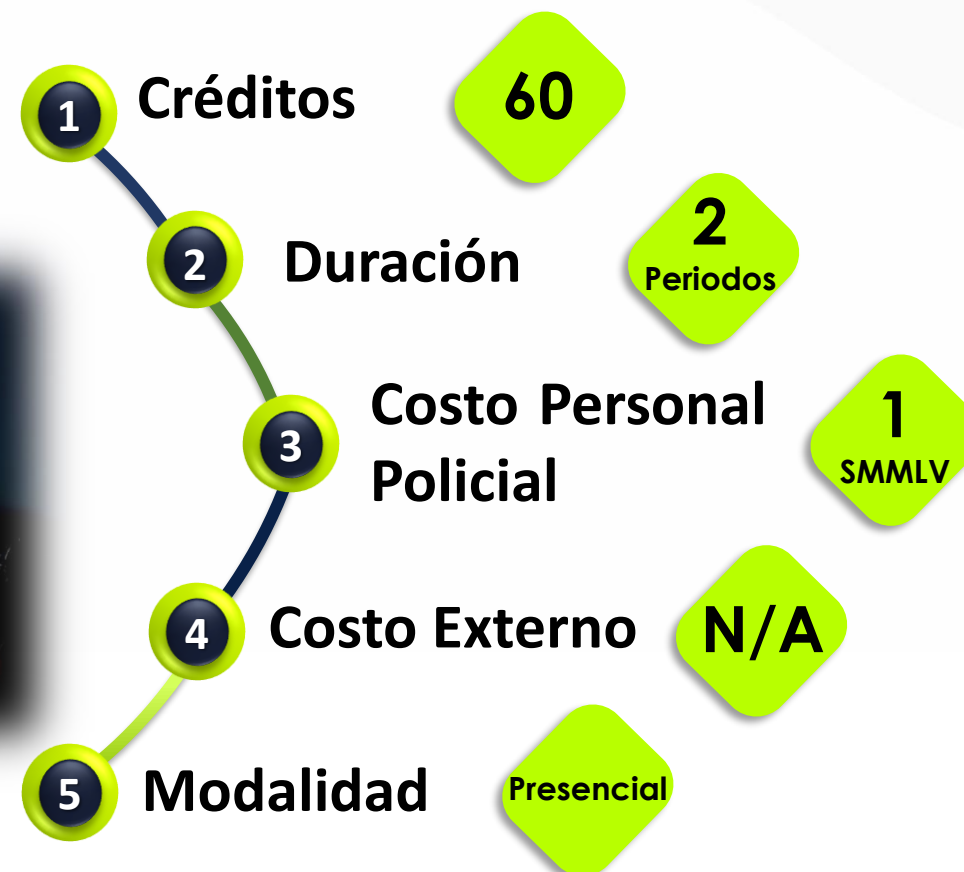 1
Créditos
60
2
Duración
2
Periodos
3
Costo Personal
Policial
1
SMMLV
4
Costo Externo
N/A
5
Modalidad
Presencial